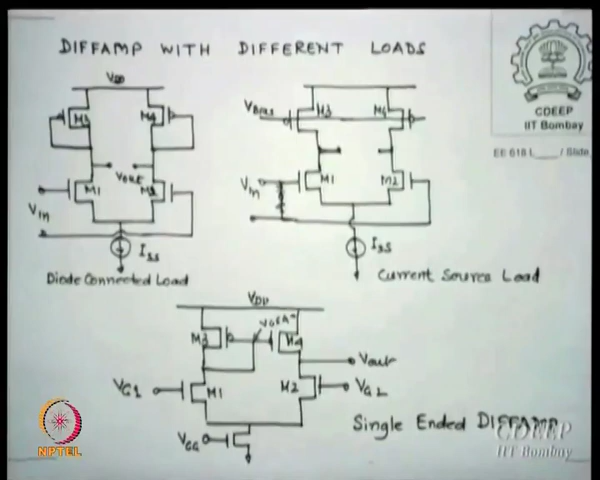 DIFFAMP WITH DIFFERENT LOADS
CDEEP
IIT Bombay
EE 618 L____ / Slide
VDD
M3 M4
Vout
M1 M2
Vin
ISS
Diode Connected Load
VBias M3 M4
M1 M2
Vin
ISS
Current Source Load
VDD
M3 M4
Vout
VG1 M1 M2 VG2
VGG
Single Ended DIFFAMP
NPTEL
CDEEP
IIT Bombay